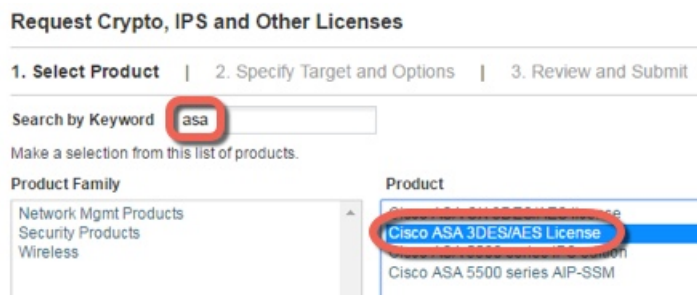 Request Crypto, IPS and Other Licenses
1. Select Product | 2. Specify Target and Options | 3. Review and Submit
Search by Keyword asa
Make a selection from this list of products.
Product Family Product
Network Mgmt Products
Security Products
Wireless
Cisco ASA 3DES/AES License
Cisco ASA 5500 series AIP-SSM